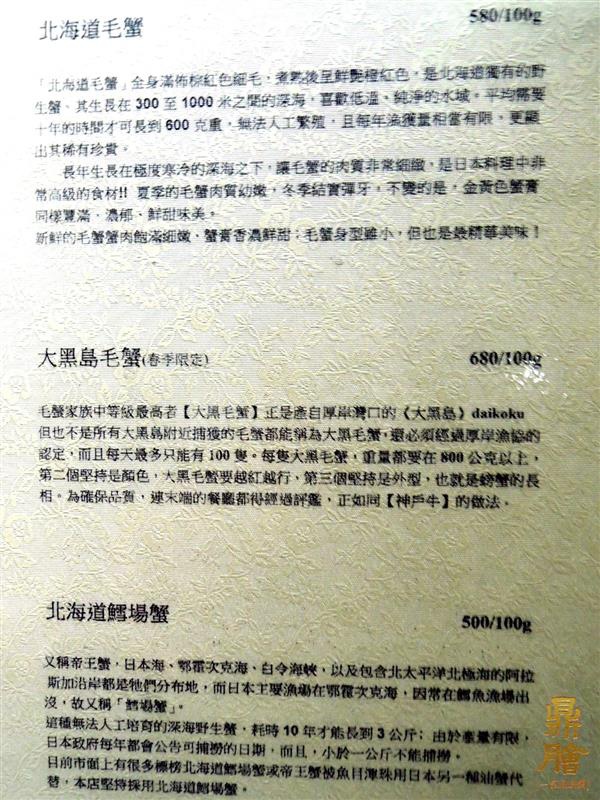 北海道毛蟹
580/100g
「北海道毛蟹」全身滿佈棕紅色細毛，煮熟後呈鮮艷橙紅色，是北海道獨有的野
生蟹、其生長在 300 至 1000 米之間的深海，喜歡低溫、純淨的水域。平均需要
十年的時間才可長到 600 克重，無法人工繁殖，且每年漁獲量相當有限，更顯
出其稀有珍貴。
長年生長在極度寒冷的深海之下，讓毛蟹的肉質非常細緻，是日本料理中非
常高級的食材!! 夏季的毛蟹肉質幼嫩，冬季結實彈牙，不變的是，金黃色蟹膏
同樣豐滿、濃郁、鮮甜味美。
新鮮的毛蟹蟹肉飽滿細嫩、蟹膏香濃鮮甜；毛蟹身型雖小，但也是最精華美味！
大黑島毛蟹(春季限定)
680/100g
毛蟹家族中等級最高者【大黑毛蟹】正是產自厚岸灣口的《大黑島》daikoku
但也不是所有大黑島附近捕獲的毛蟹都能稱為大黑毛蟹，還必須經過厚岸漁協的
認定，而且每天最多只能有 100 隻。每隻大黑毛蟹，重量都要在 800 公克以上，
第二個堅持是顏色，大黑毛蟹要越紅越行，第三個堅持是外型，也就是螃蟹的長
相。為確保品質，連末端的餐廳都得經過評鑑，正如同【神戶牛】的做法。
北海道鱈場蟹
500/100g
又稱帝王蟹，日本海、鄂霍次克海、白令海峽，以及包含北太平洋北極海的阿拉
斯加沿岸都是牠們分布地，而日本主要漁場在鄂霍次克海，因常在鱈魚漁場出
沒，故又稱「鱈場蟹」。
這種無法人工培育的深海野生蟹，耗時 10 年才能長到 3 公斤；由於產量有限，
日本政府每年都會公告可捕撈的日期，而且，小於一公斤不能捕撈。
目前市面上有很多標榜北海道鱈場蟹或帝王蟹被魚目渾珠用日本另一種油蟹代
替，本店堅持採用北海道鱈場蟹。
鼎
膾